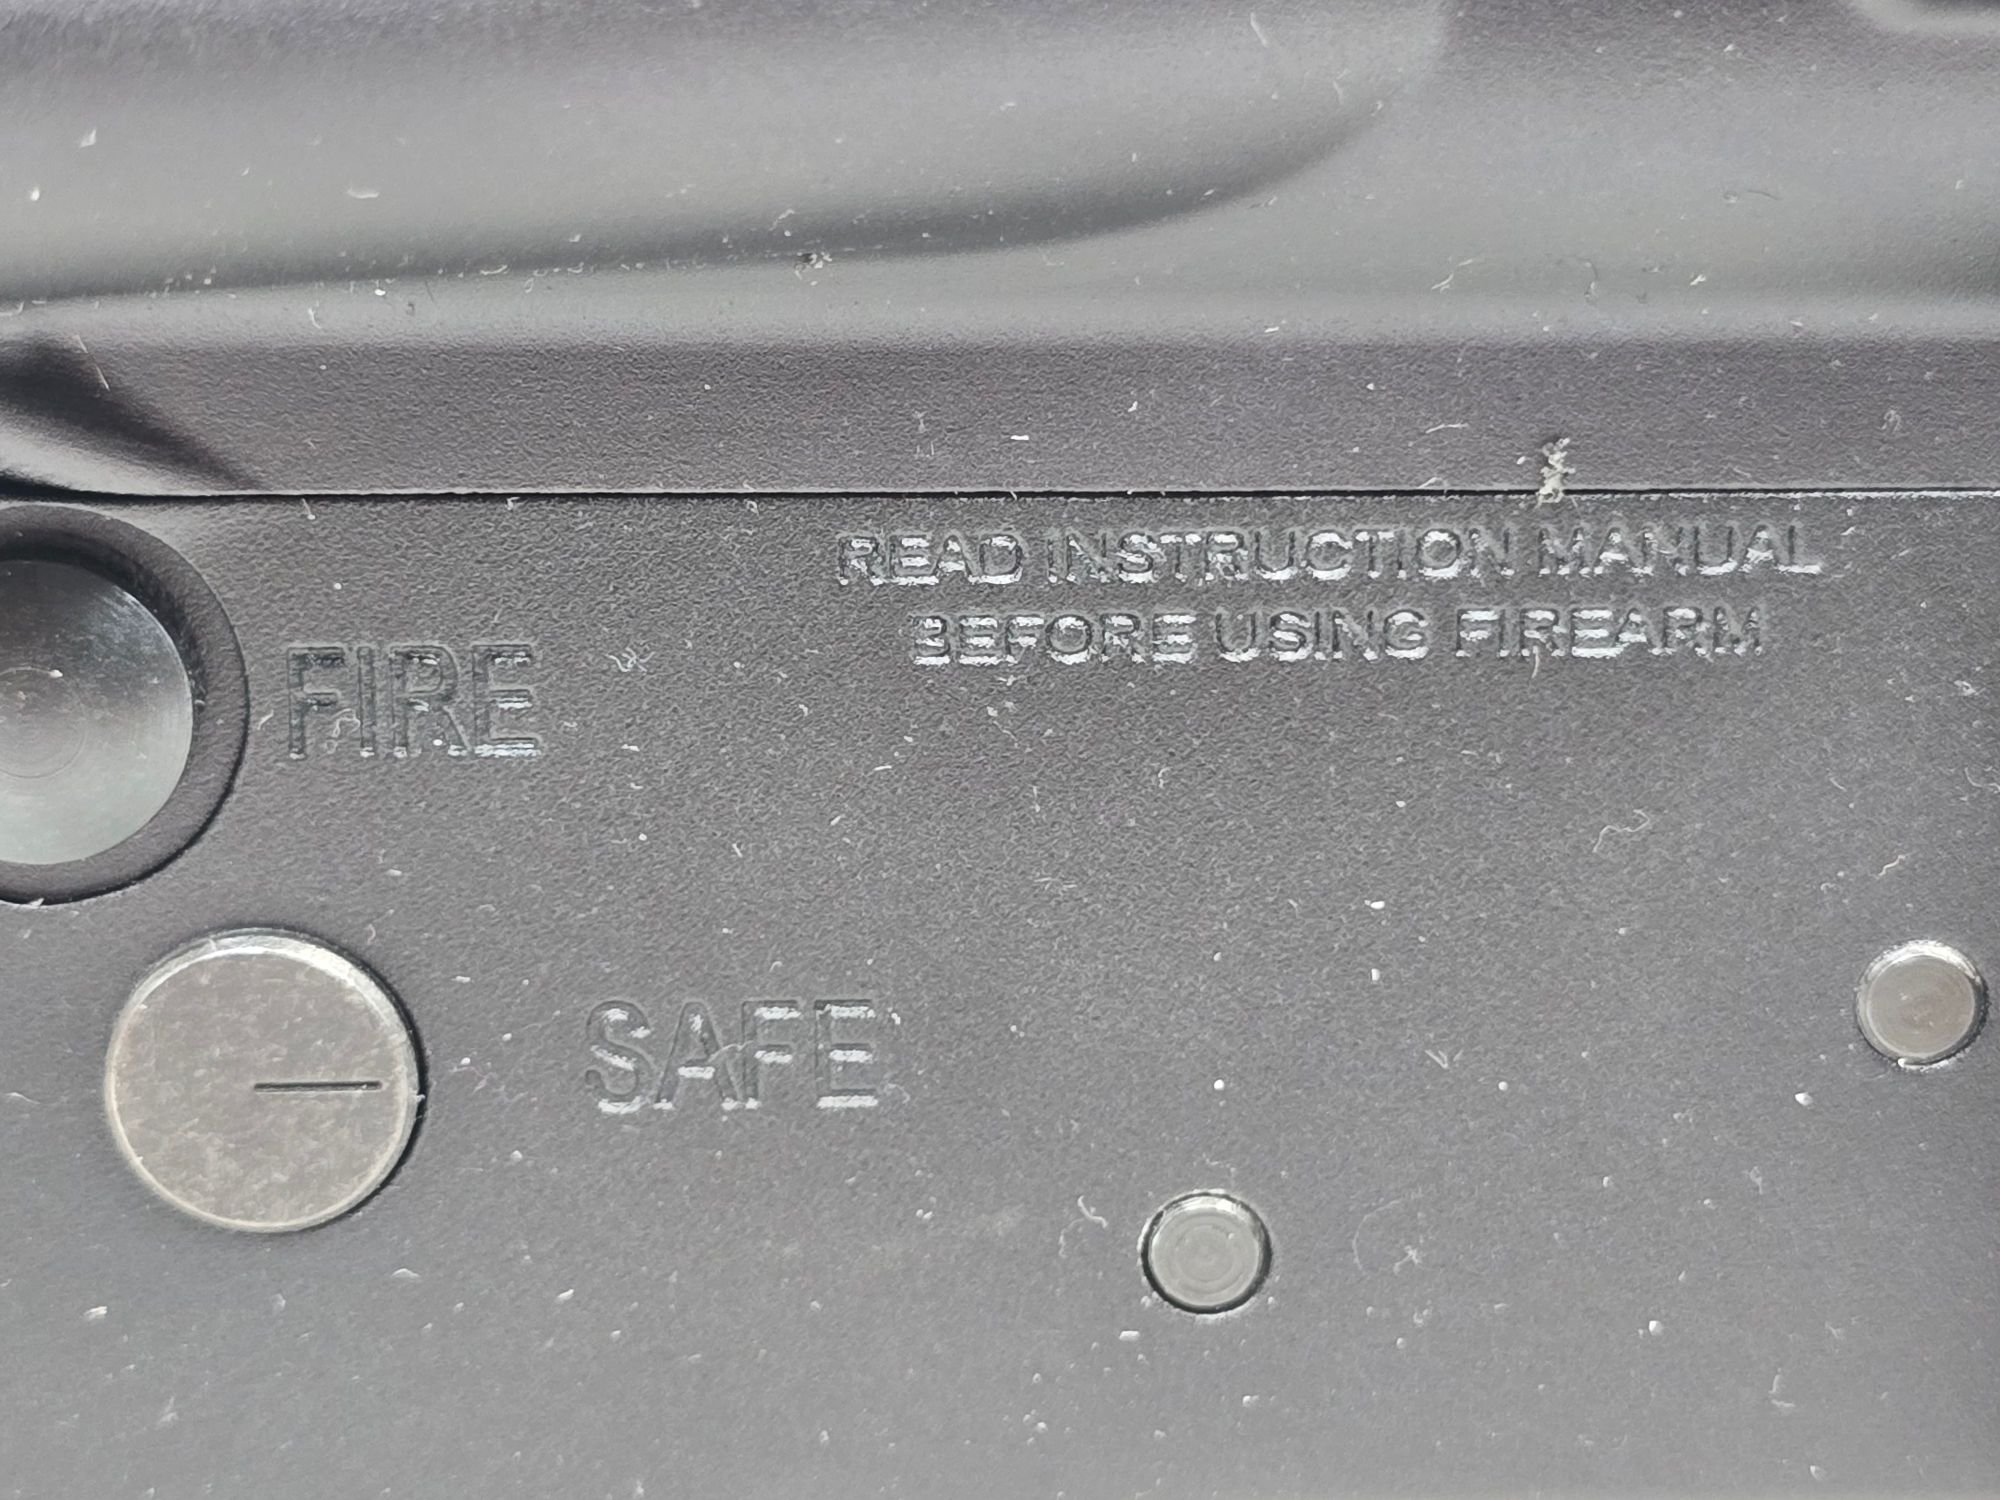 READ INSTRUCTION MANUAL
BEFORE USING FIREARM
FIRE
SAFE